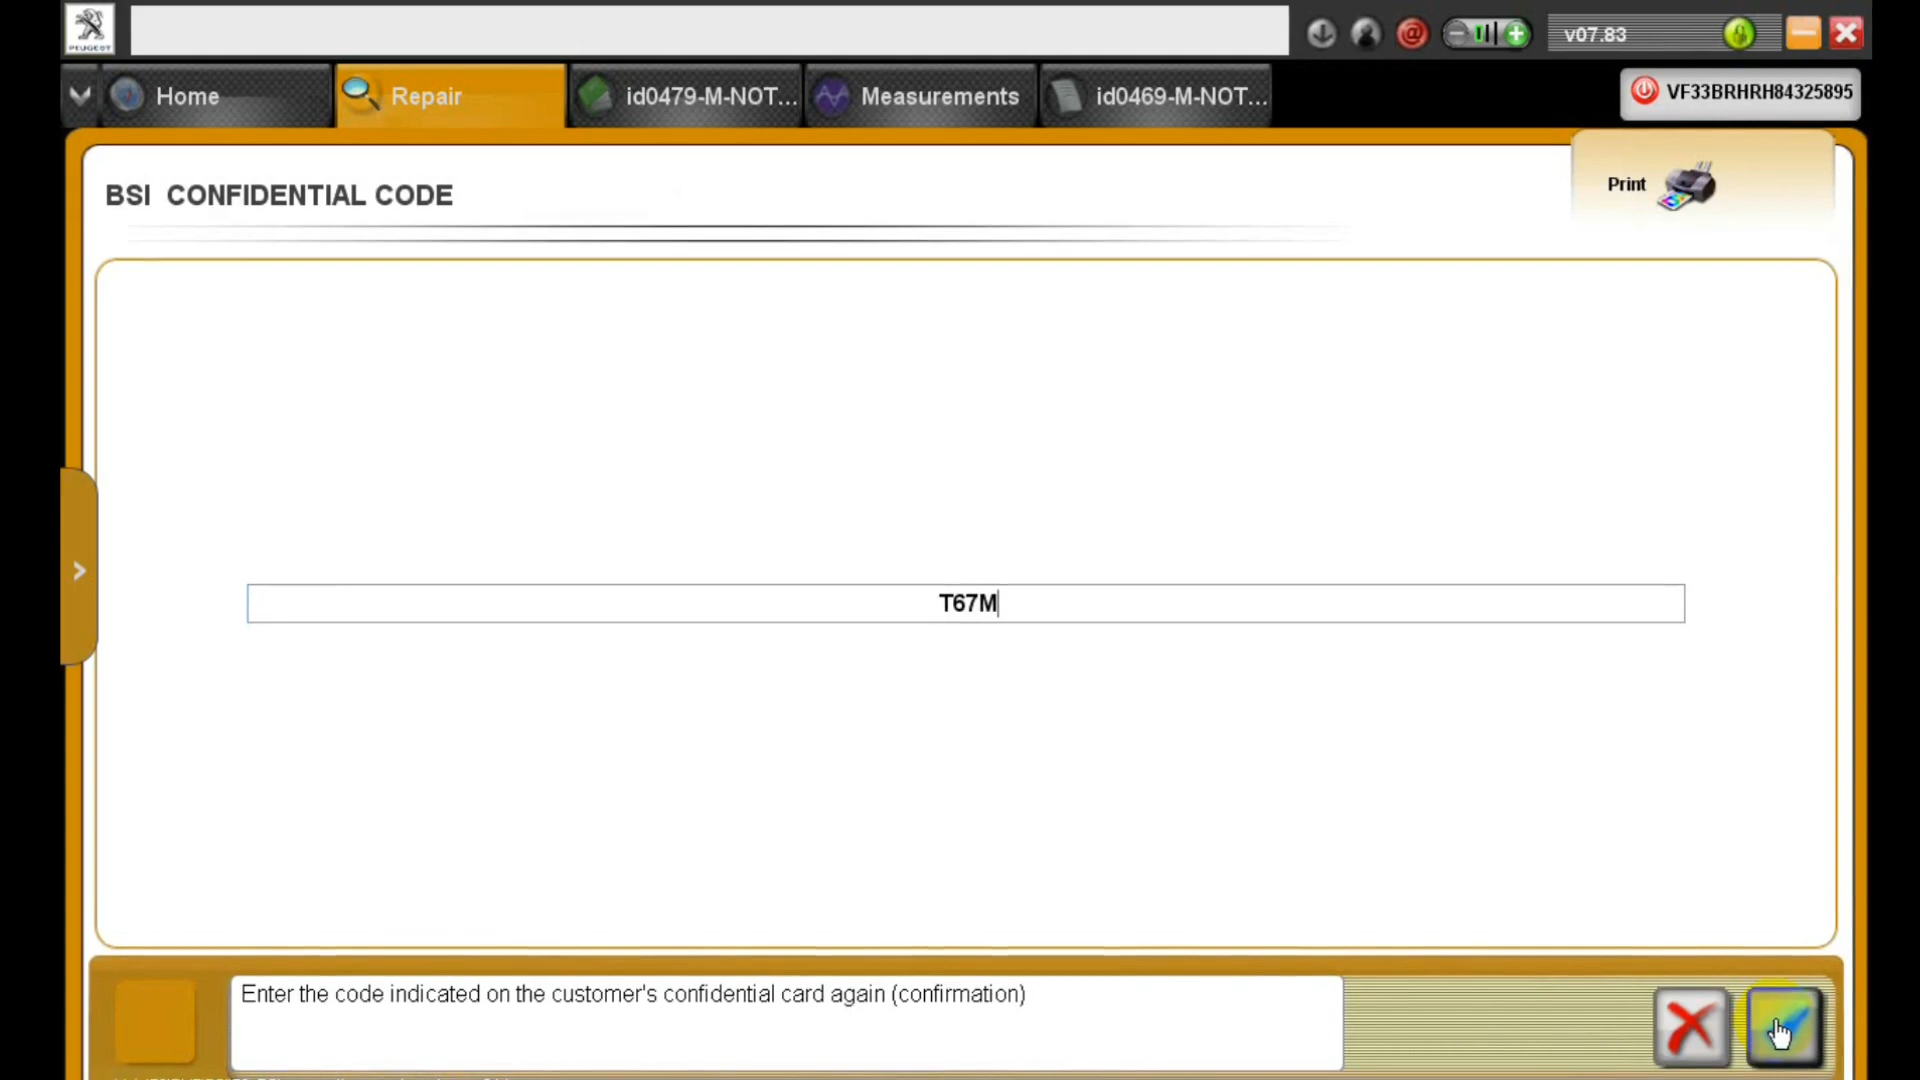 PEUGEOT
v07.83
Home
Repair
id0479-M-NOT...
Measurements
id0469-M-NOT...
VF33BRHRH84325895
BSI CONFIDENTIAL CODE
Print
T67M
Enter the code indicated on the customer's confidential card again (confirmation)